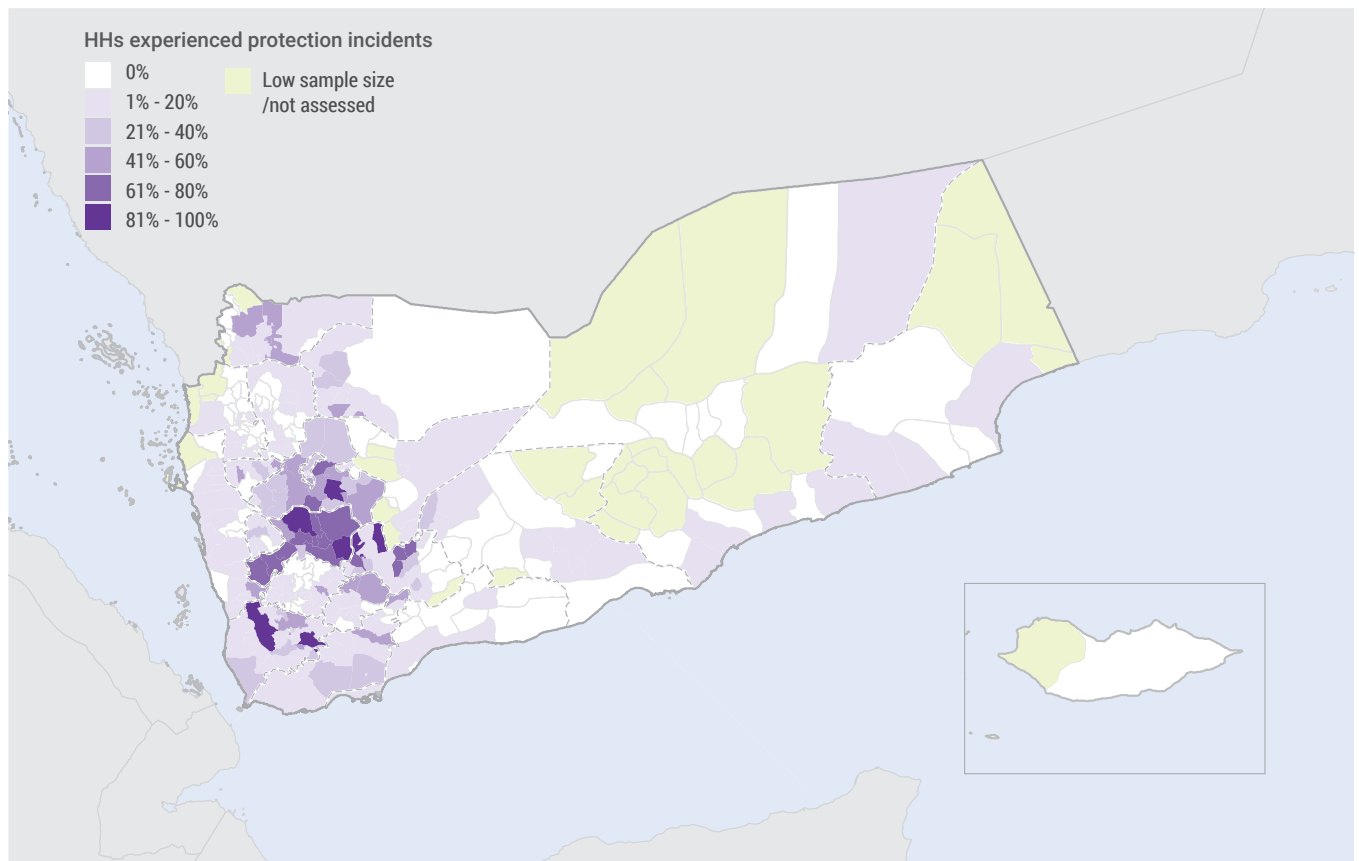 HHs experienced protection incidents
0%
1% - 20%
21% - 40%
41% - 60%
61% - 80%
81% - 100%
Low sample size
/not assessed